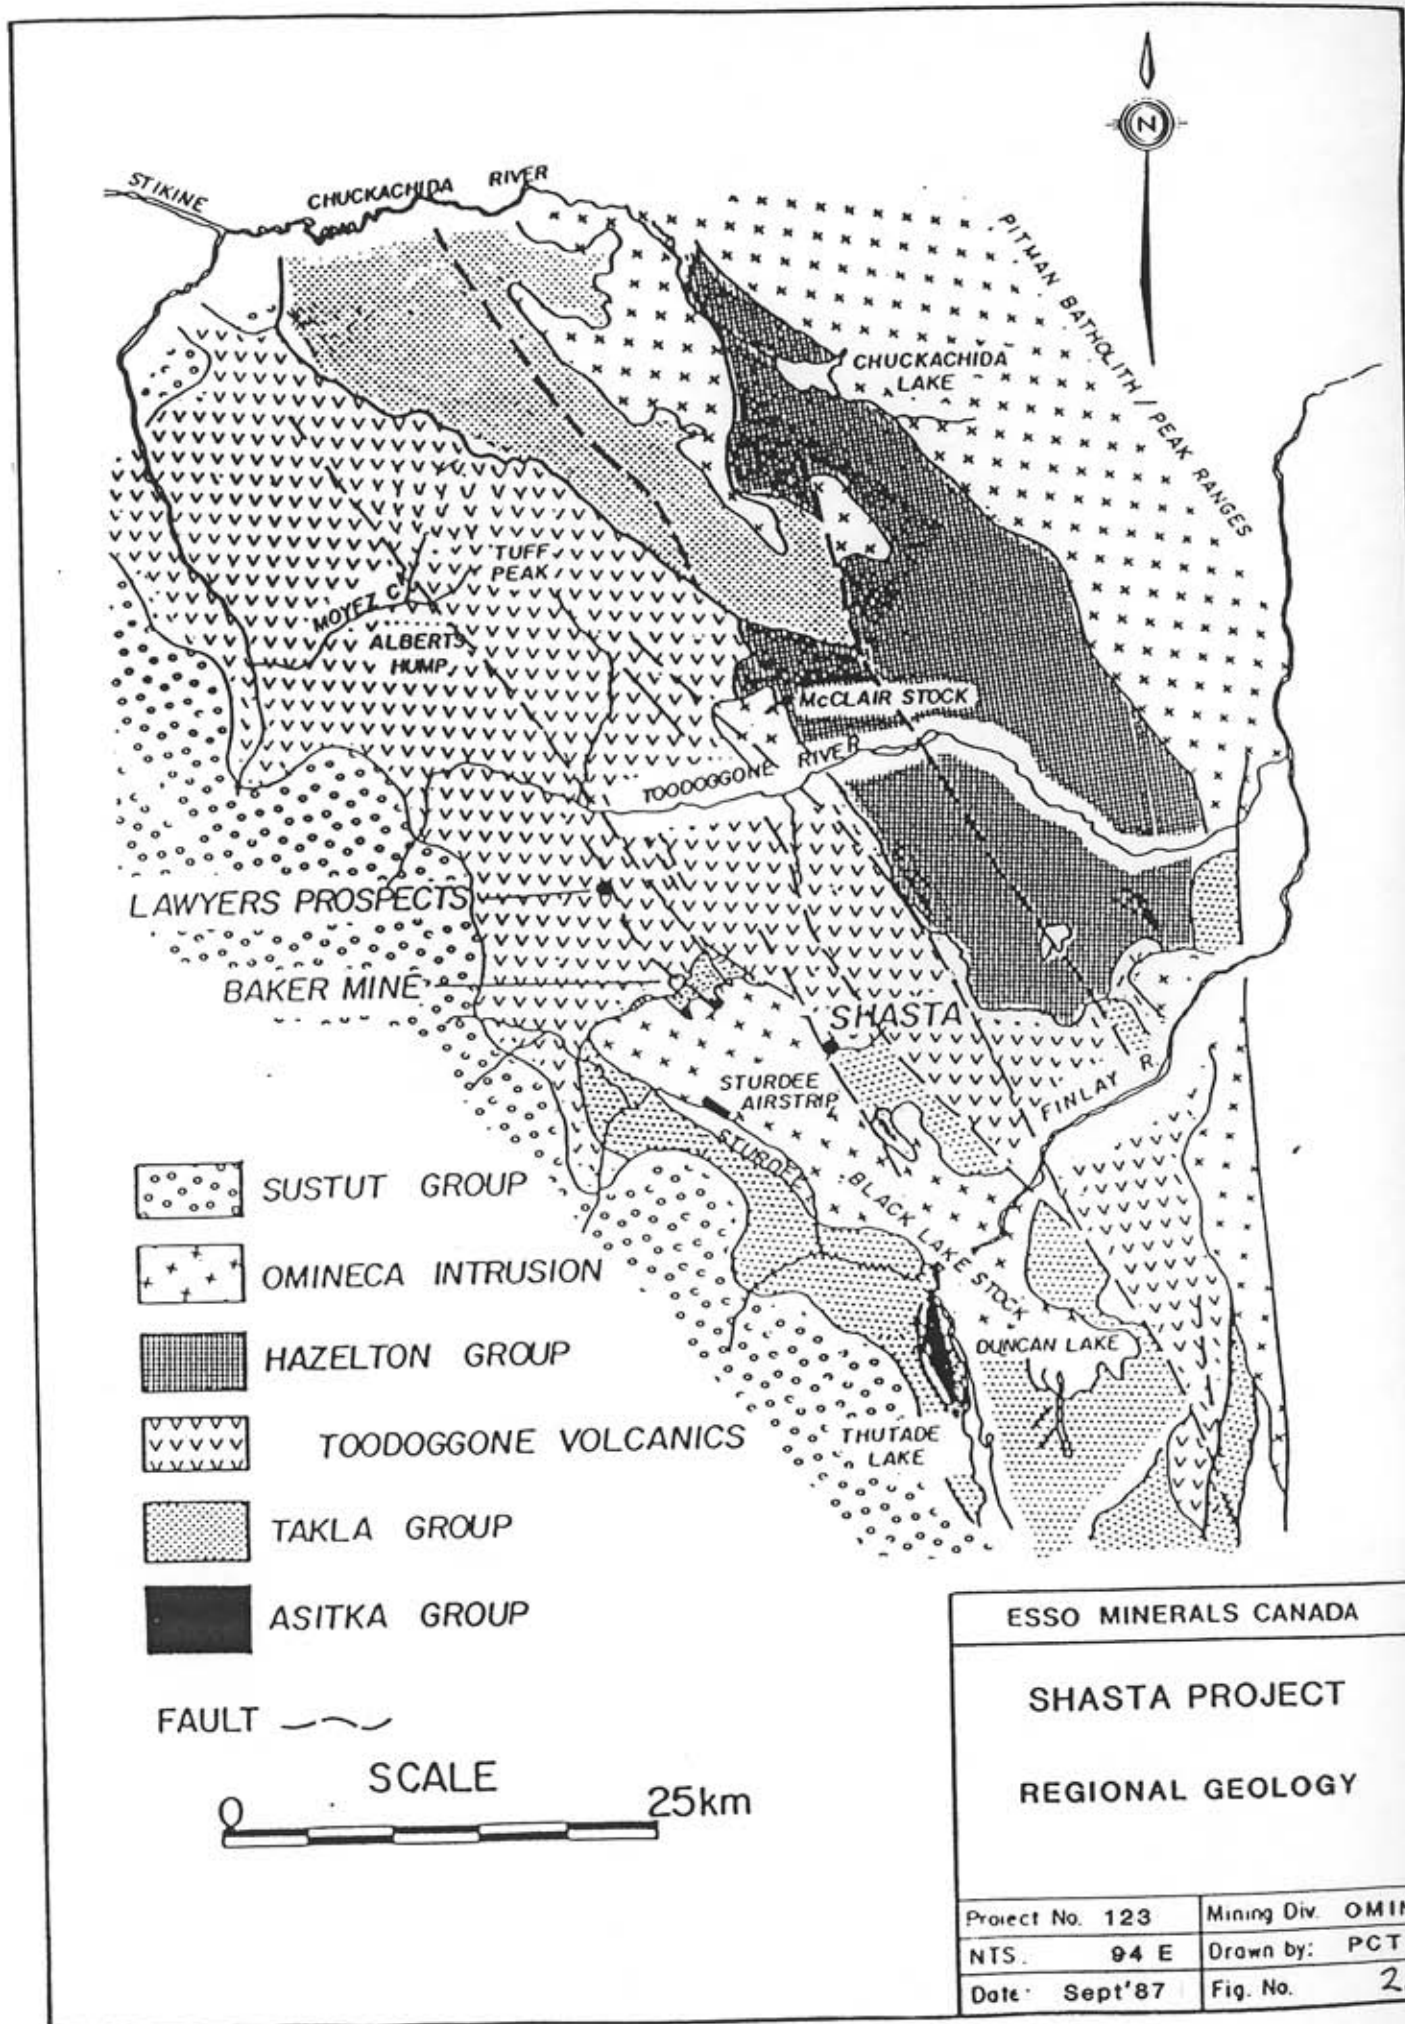 N
STIKINE
CHUCKACHIDA RIVER
PITMAN BATHOLITH / PEAK RANGES
CHUCKACHIDA
LAKE
TUFF
PEAK
MOYEZ C.
ALBERTS
HUMP
McCLAIR STOCK
TOODOGGONE RIVER
LAWYERS PROSPECTS
BAKER MINE
SHASTA
STURDEE
AIRSTRIP
FINLAY R.
STURDEE
BLACK LAKE STOCK
DUNCAN LAKE
THUTADE
LAKE
SUSTUT GROUP
OMINECA INTRUSION
HAZELTON GROUP
TOODOGGONE VOLCANICS
TAKLA GROUP
ASITKA GROUP
FAULT
SCALE
0 25km
ESSO MINERALS CANADA
SHASTA PROJECT
REGIONAL GEOLOGY
Project No. 123 Mining Div. OMIN
NTS. 94 E Drawn by: PCT
Date: Sept'87 Fig. No. 2